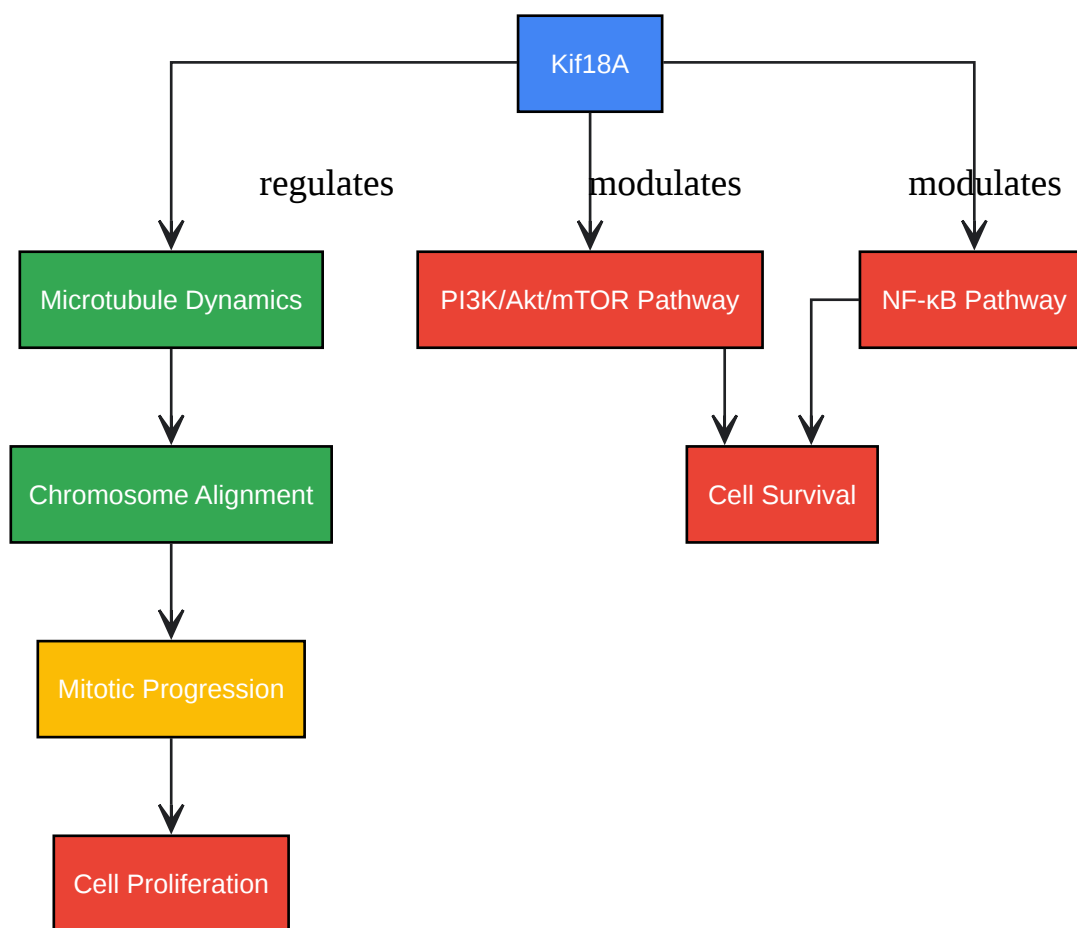 Kif18A
regulates
modulates
modulates
Microtubule Dynamics
PI3K/Akt/mTOR Pathway
NF-κB Pathway
Chromosome Alignment
Cell Survival
Mitotic Progression
Cell Proliferation